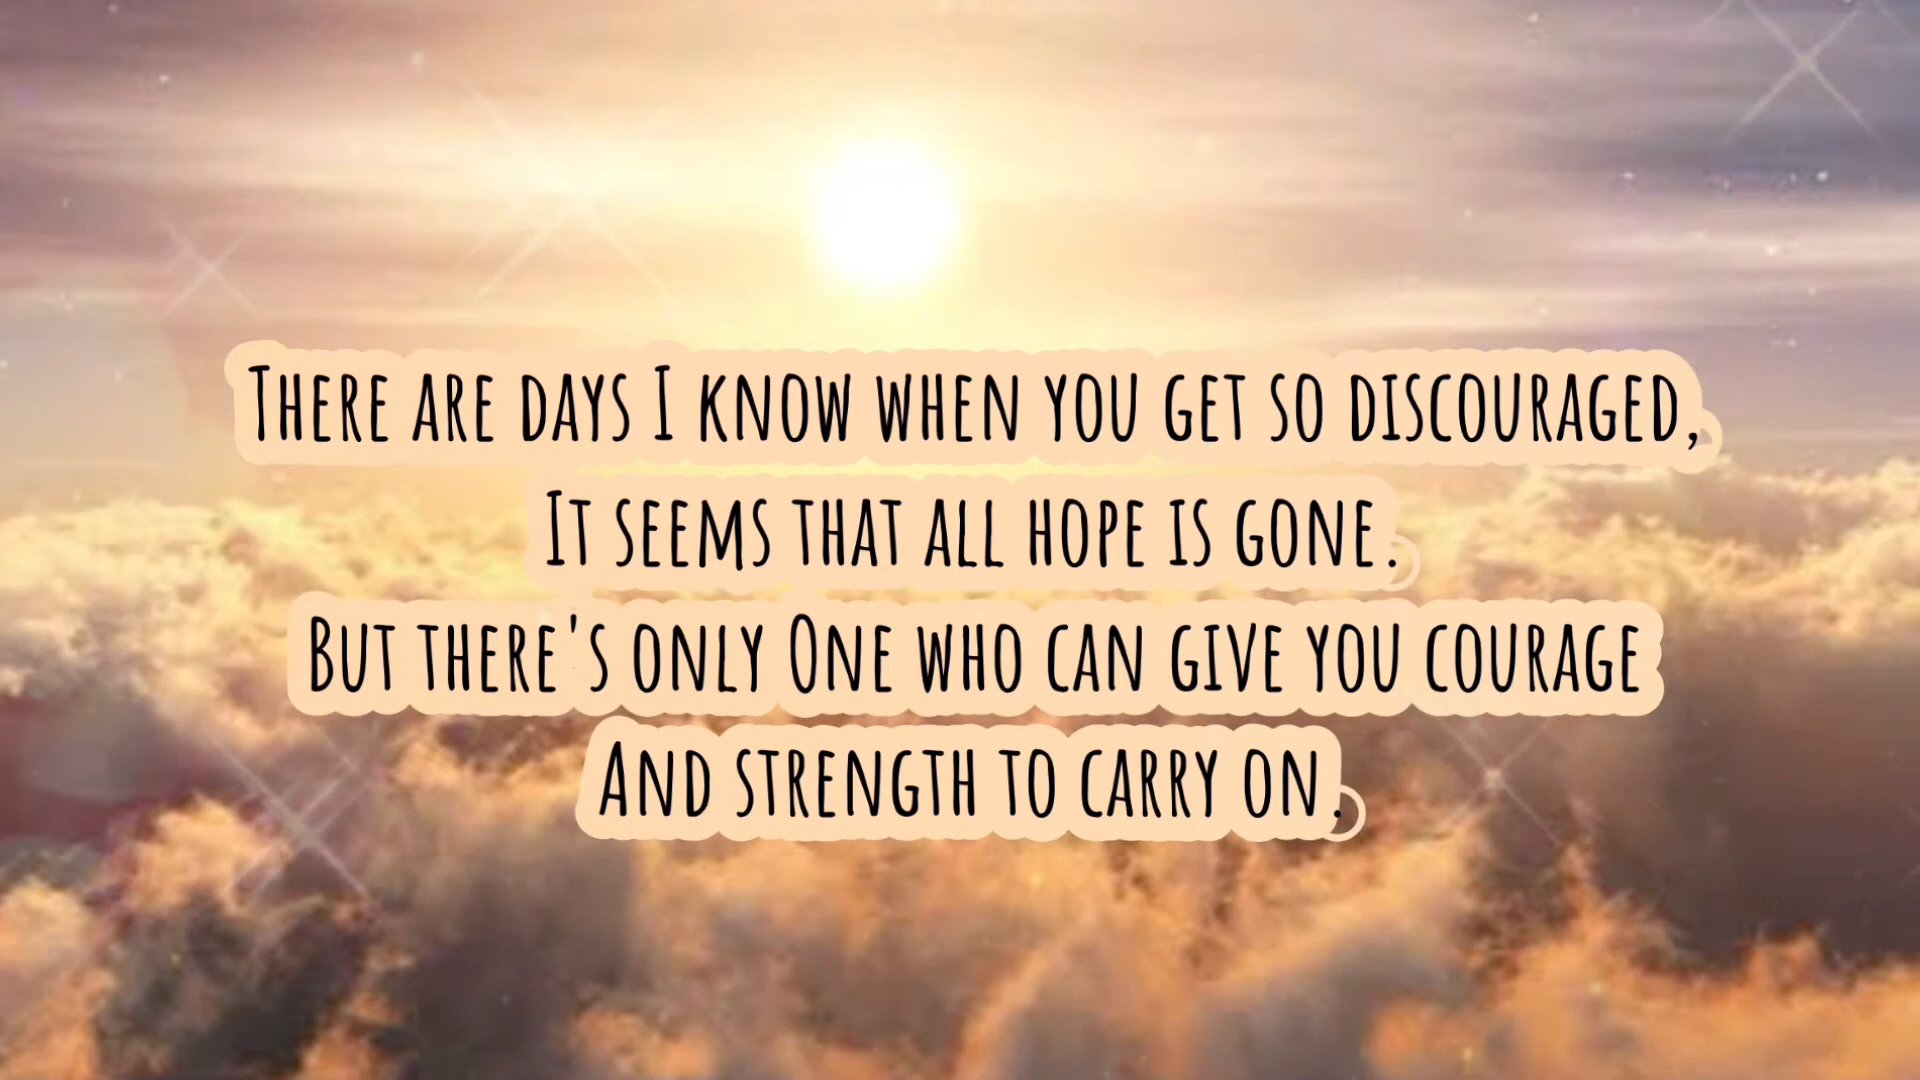 There are days I know when you get so discouraged,
It seems that all hope is gone.
But there's only One who can give you courage
And strength to carry on.